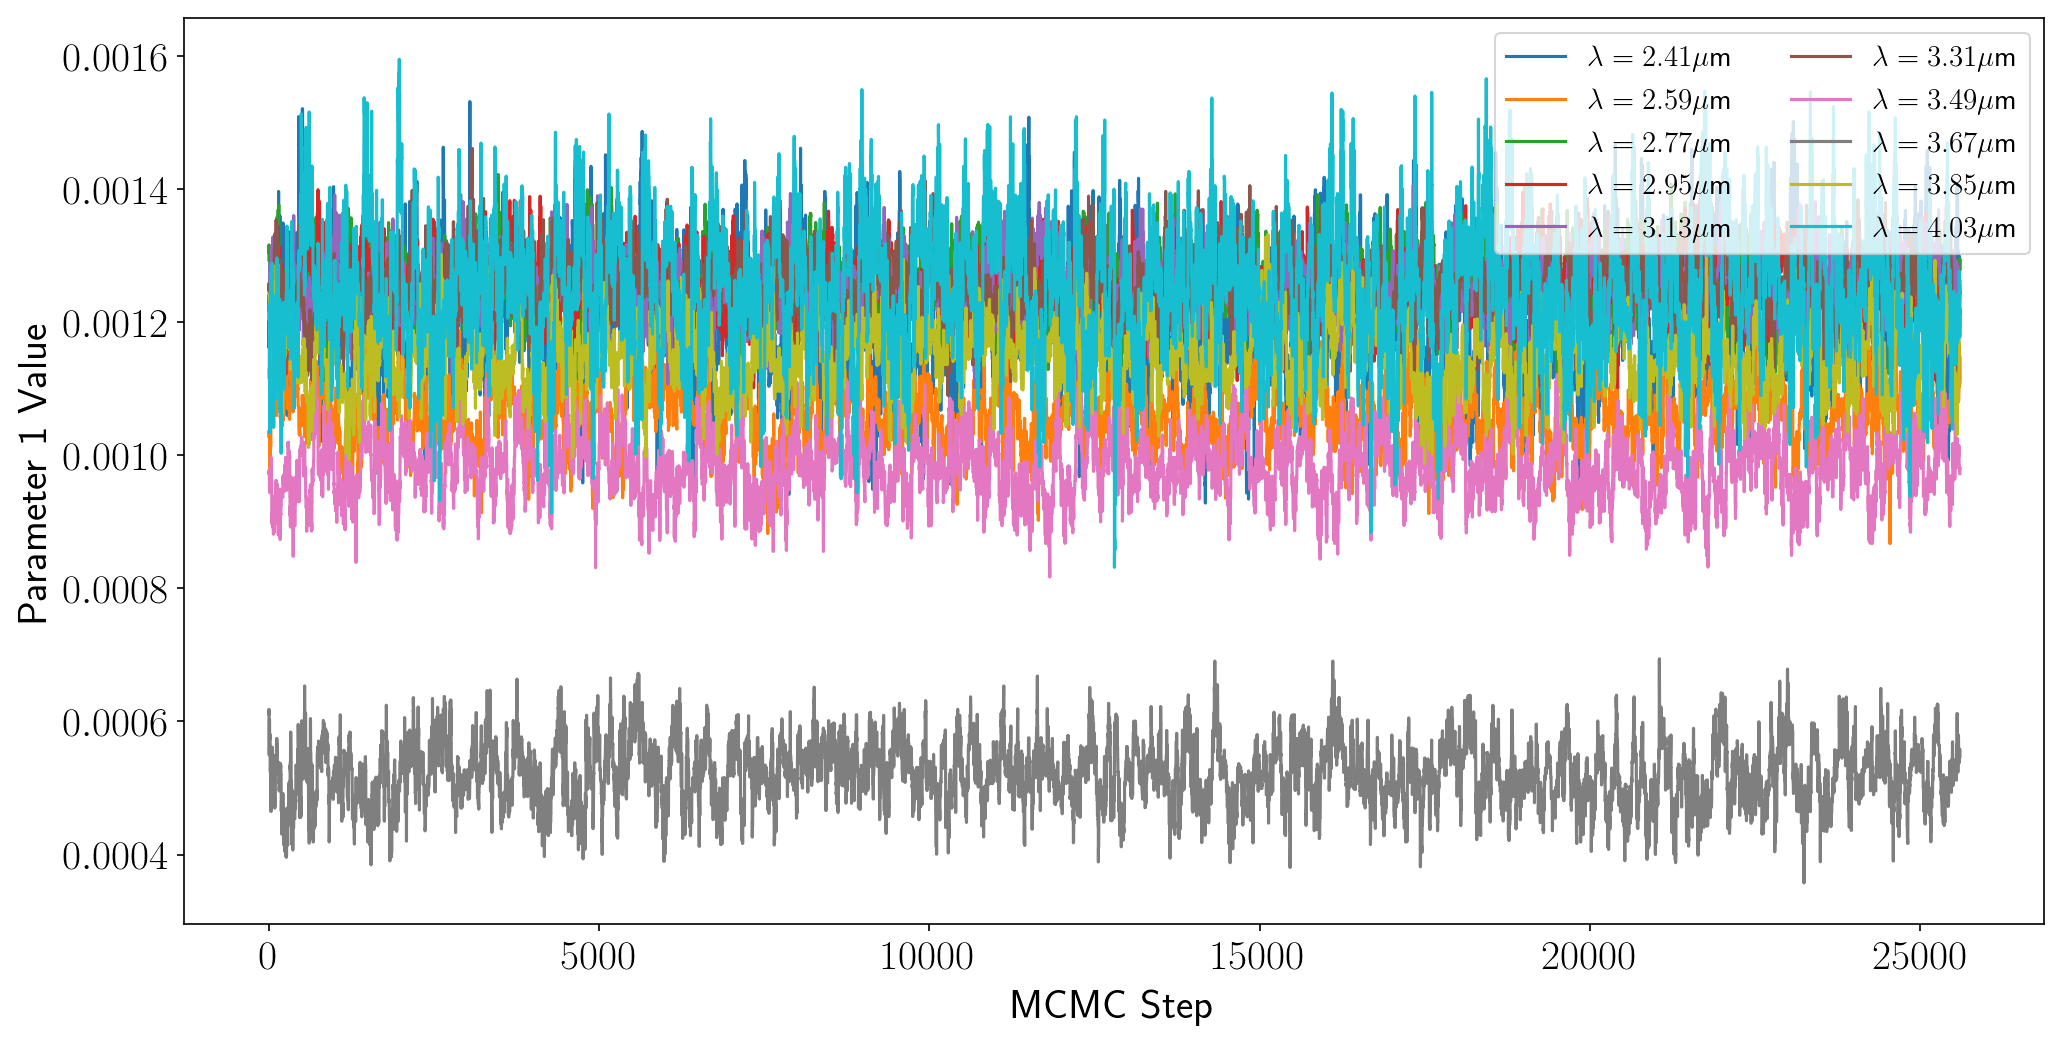 0.0016
0.0014
0.0012
0.0010
0.0008
0.0006
0.0004
Parameter 1 Value
0 5000 10000 15000 20000 25000
MCMC Step
λ = 2.41μm λ = 3.31μm
λ = 2.59μm λ = 3.49μm
λ = 2.77μm λ = 3.67μm
λ = 2.95μm λ = 3.85μm
λ = 3.13μm λ = 4.03μm